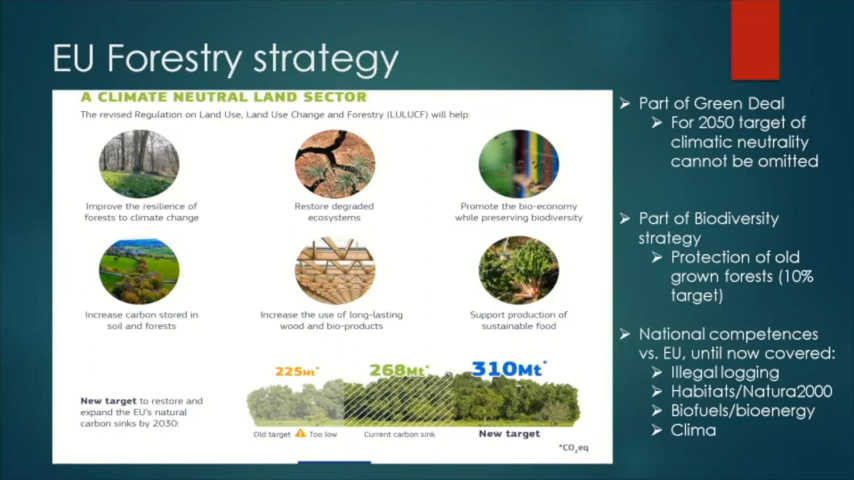 EU Forestry strategy
A CLIMATE NEUTRAL LAND SECTOR
The revised Regulation on Land Use, Land Use Change and Forestry (LULUCF) will help:
Improve the resilience of
forests to climate change
Restore degraded
ecosystems
Promote the bio-economy
while preserving biodiversity
Increase carbon stored in
soil and forests
Increase the use of long-lasting
wood and bio-products
Support production of
sustainable food
New target to restore and
expand the EU's natural
carbon sinks by 2030:
225Mt*
268Mt*
310Mt*
Old target ! Too low
Current carbon sink
New target
*CO₂eq
➢ Part of Green Deal
➢ For 2050 target of
climatic neutrality
cannot be omitted
➢ Part of Biodiversity
strategy
➢ Protection of old
grown forests (10%
target)
➢ National competences
vs. EU, until now covered:
➢ Illegal logging
➢ Habitats/Natura2000
➢ Biofuels/bioenergy
➢ Clima